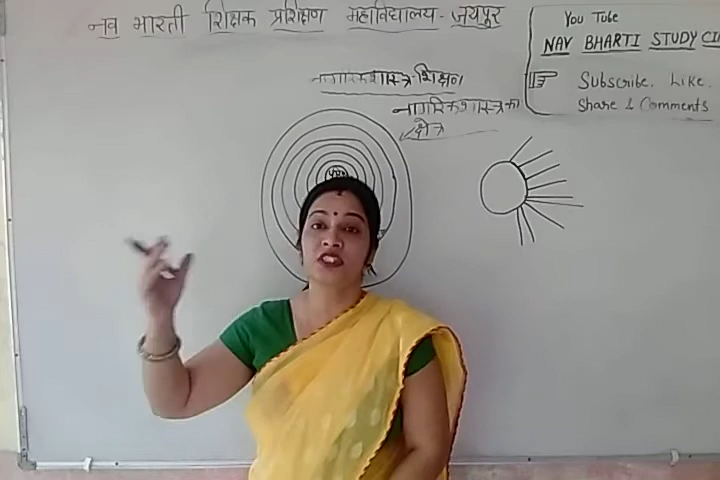 नव भारती शिक्षक प्रशिक्षण महाविद्यालय - जयपुर
You Tube
NAV BHARTI STUDY
Subscribe. Like.
Share & Comments
नागरिकशास्त्र-शिक्षण
नागरिकशास्त्र का
क्षेत्र